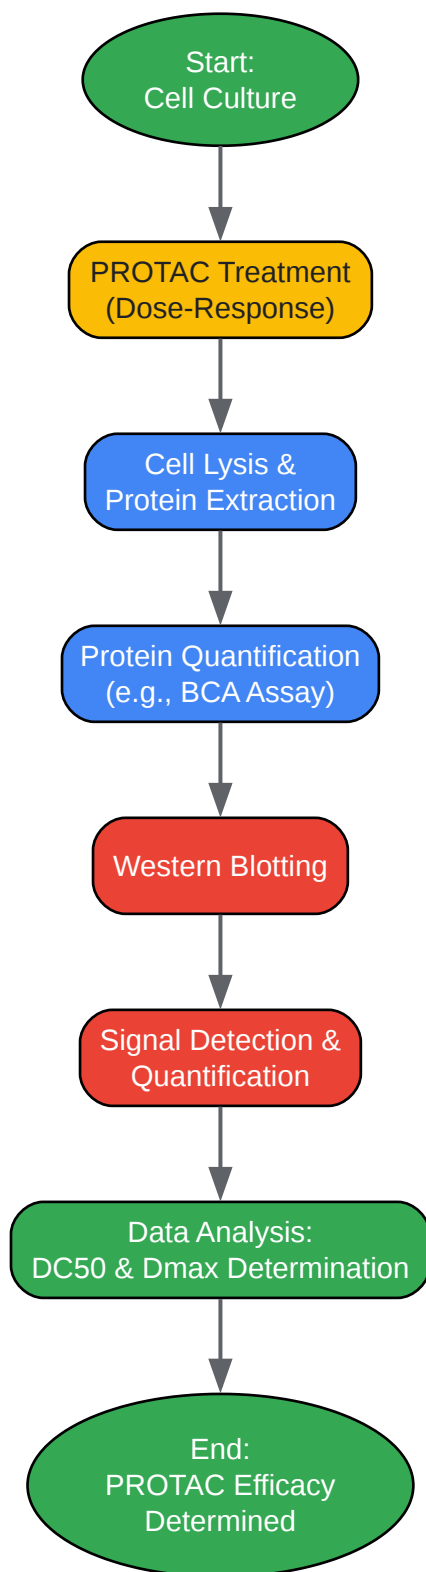 Start:
Cell Culture
PROTAC Treatment
(Dose-Response)
Cell Lysis &
Protein Extraction
Protein Quantification
(e.g., BCA Assay)
Western Blotting
Signal Detection &
Quantification
Data Analysis:
DC50 & Dmax Determination
End:
PROTAC Efficacy
Determined